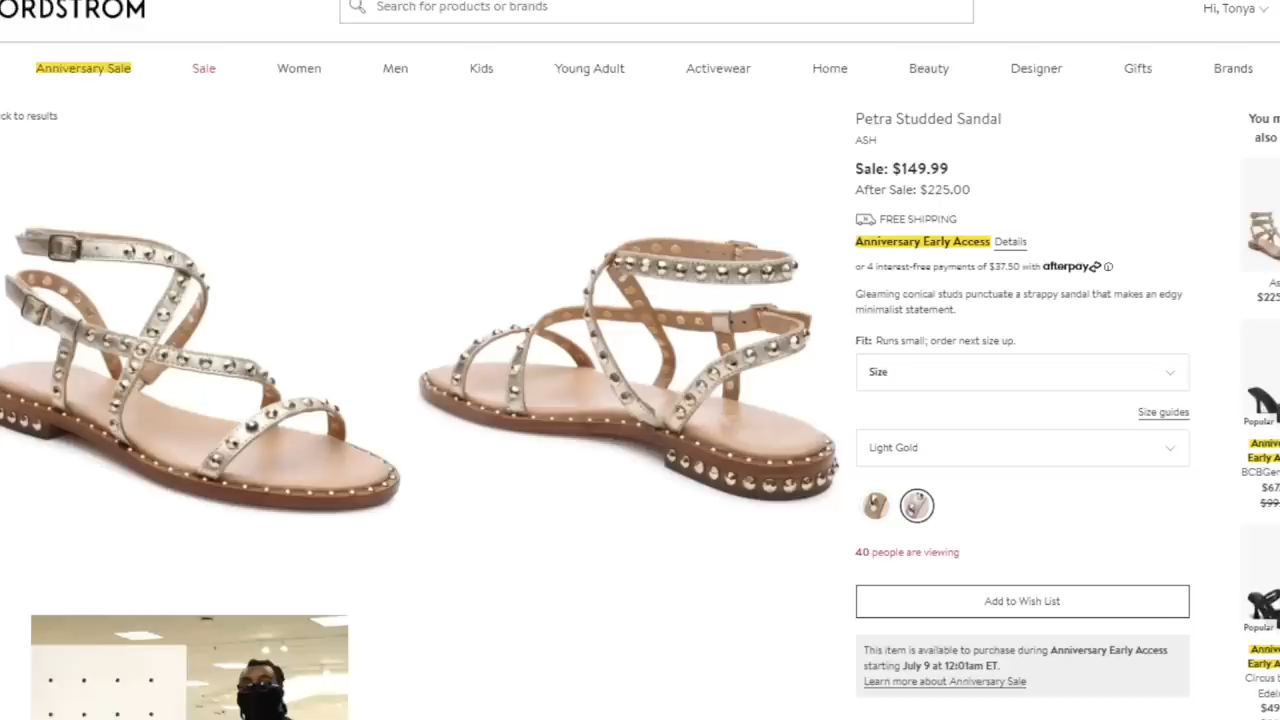 ORDSTROM
Search for products or brands
Hi, Tonya
Anniversary Sale
Sale
Women
Men
Kids
Young Adult
Activewear
Home
Beauty
Designer
Gifts
Brands
ck to results
Petra Studded Sandal
ASH
Sale: $149.99
After Sale: $225.00
FREE SHIPPING
Anniversary Early Access Details
or 4 interest-free payments of $37.50 with afterpay
Gleaming conical studs punctuate a strappy sandal that makes an edgy
minimalist statement.
Fit: Runs small; order next size up.
Size
Size guides
Light Gold
40 people are viewing
Add to Wish List
This item is available to purchase during Anniversary Early Access
starting July 9 at 12:01am ET.
Learn more about Anniversary Sale
You m
also
As
$225
Popular
Annive
Early A
BCBGen
$67
$99
Popular
Annive
Early A
Circus b
Edel
$49